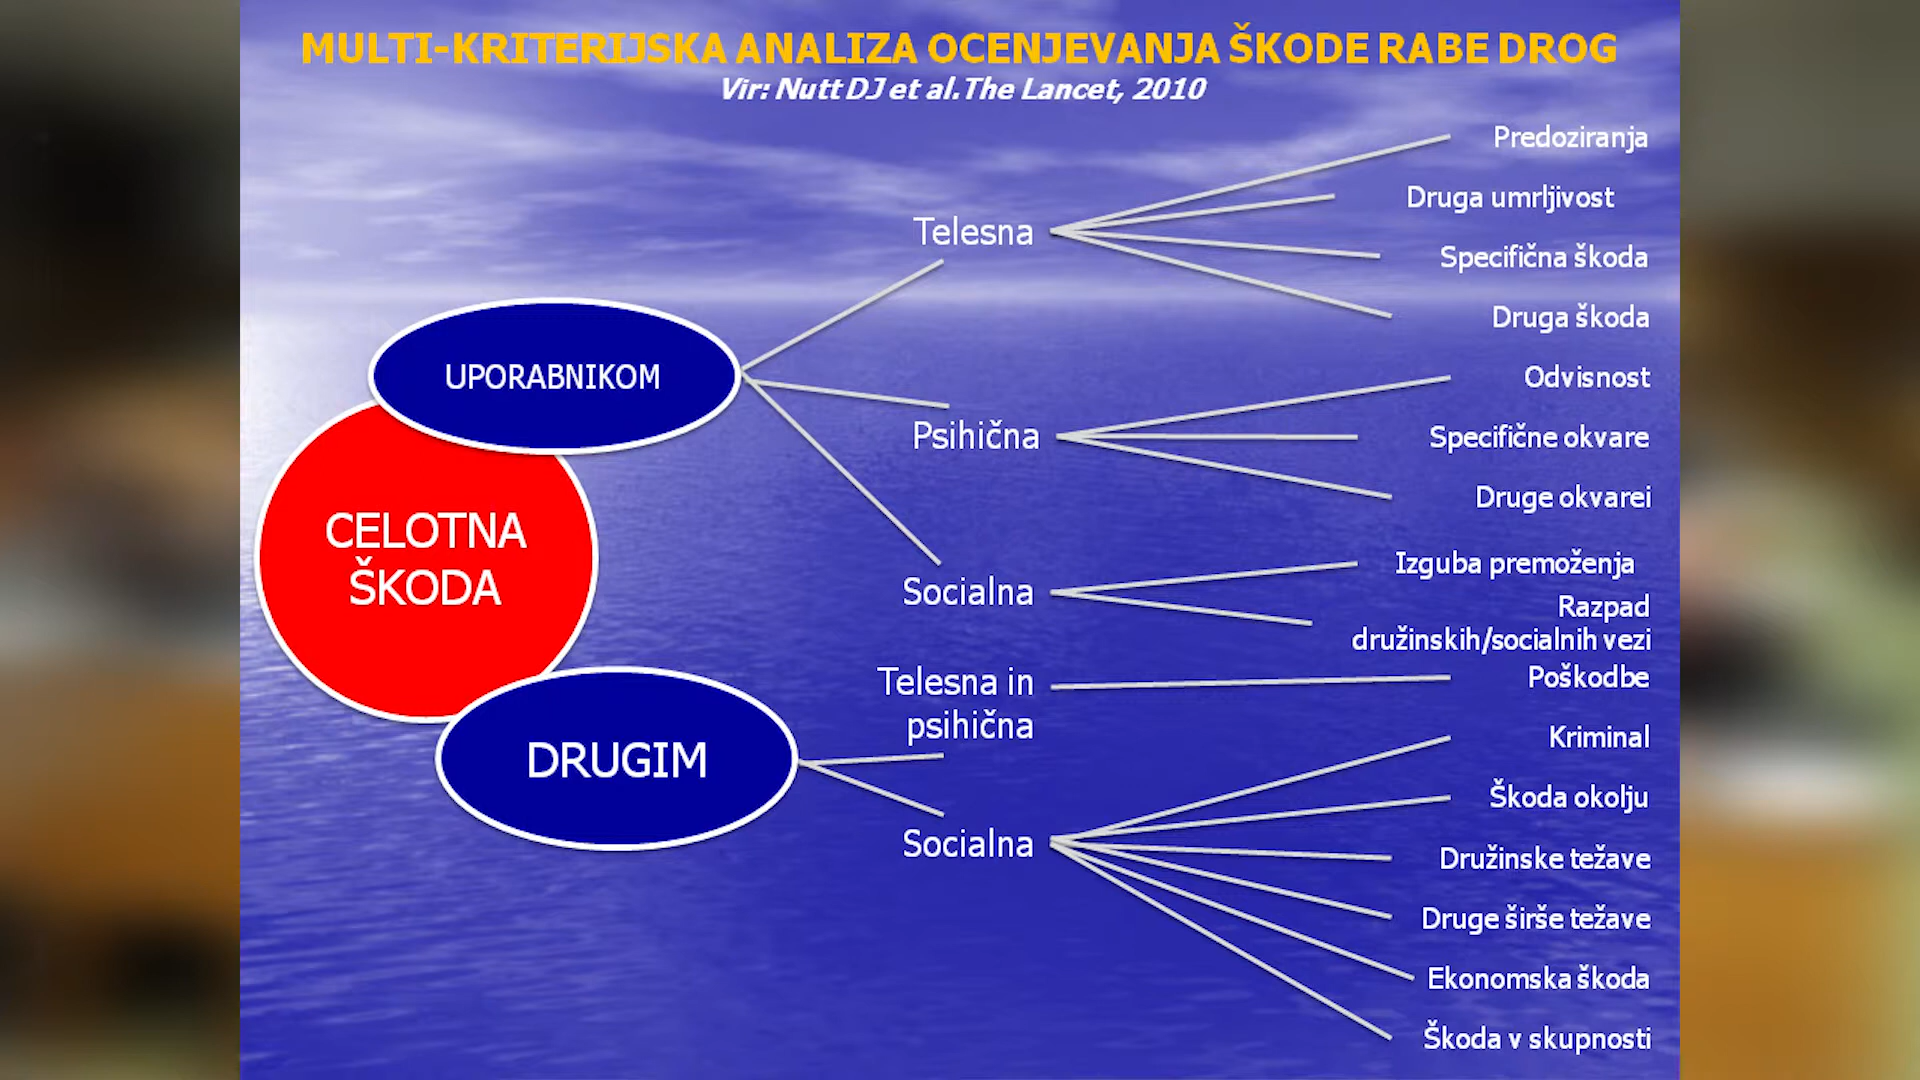 MULTI-KRITERIJSKA ANALIZA OCENJEVANJA ŠKODE RABE DROG
Vir: Nutt DJ et al.The Lancet, 2010
UPORABNIKOM
CELOTNA
ŠKODA
DRUGIM
Telesna
Psihična
Socialna
Telesna in
psihična
Socialna
Predoziranja
Druga umrljivost
Specifična škoda
Druga škoda
Odvisnost
Specifične okvare
Druge okvarei
Izguba premoženja
Razpad
družinskih/socialnih vezi
Poškodbe
Kriminal
Škoda okolju
Družinske težave
Druge širše težave
Ekonomska škoda
Škoda v skupnosti